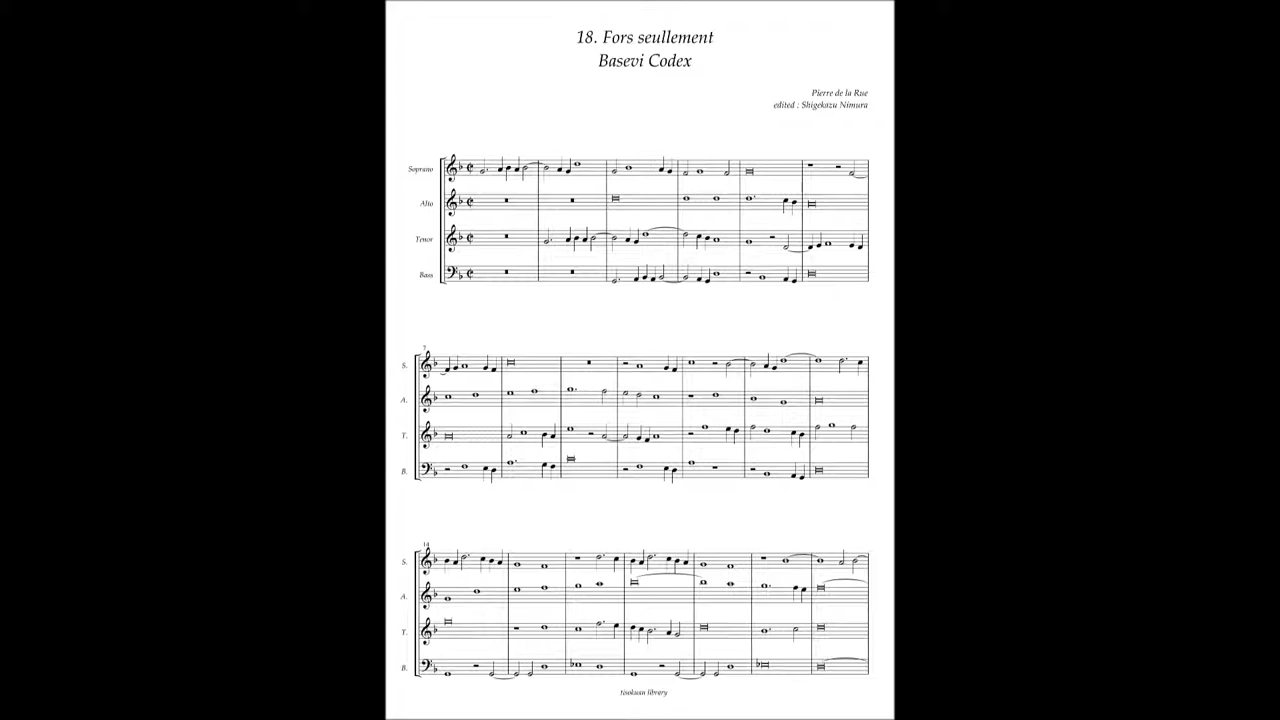 18. Fors seullement
Basevi Codex
Pierre de la Rue
edited : Shigekazu Nimura
Soprano
Alto
Tenor
Bass
7
S.
A.
T.
B.
14
S.
A.
T.
B.
tisokuan library